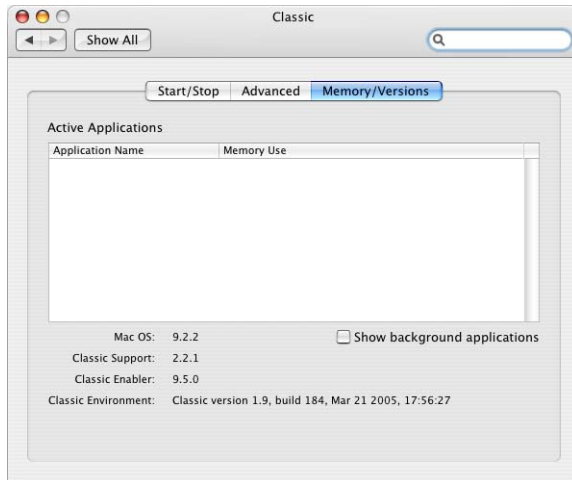 Classic
Show All
Start/Stop Advanced Memory/Versions
Active Applications
Application Name Memory Use
Mac OS: 9.2.2 Show background applications
Classic Support: 2.2.1
Classic Enabler: 9.5.0
Classic Environment: Classic version 1.9, build 184, Mar 21 2005, 17:56:27